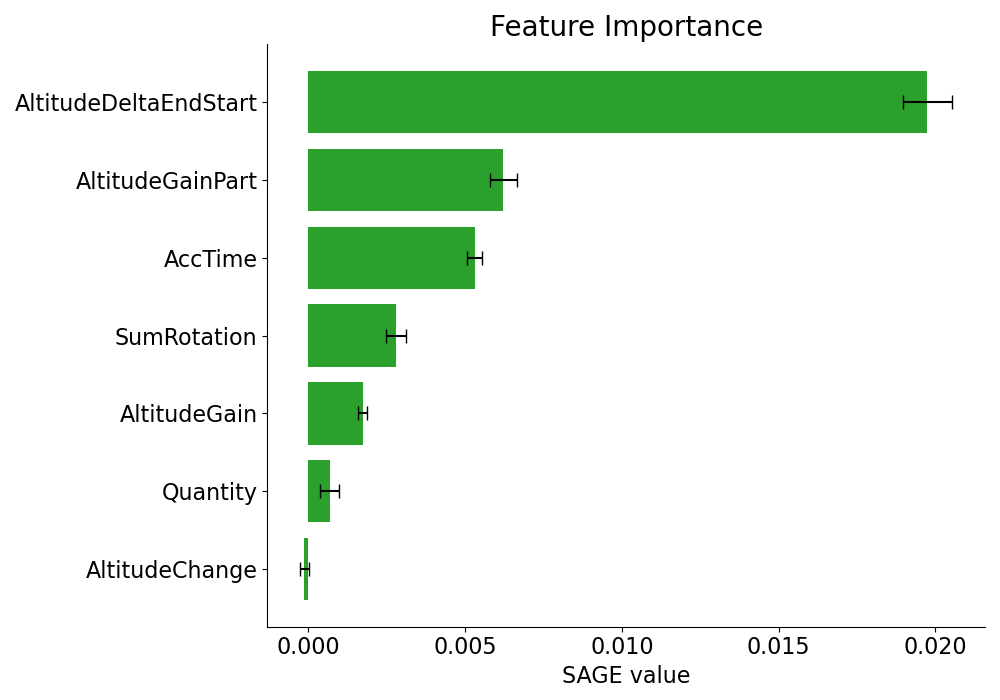 Feature Importance
AltitudeDeltaEndStart
AltitudeGainPart
AccTime
SumRotation
AltitudeGain
Quantity
AltitudeChange
0.000 0.005 0.010 0.015 0.020
SAGE value